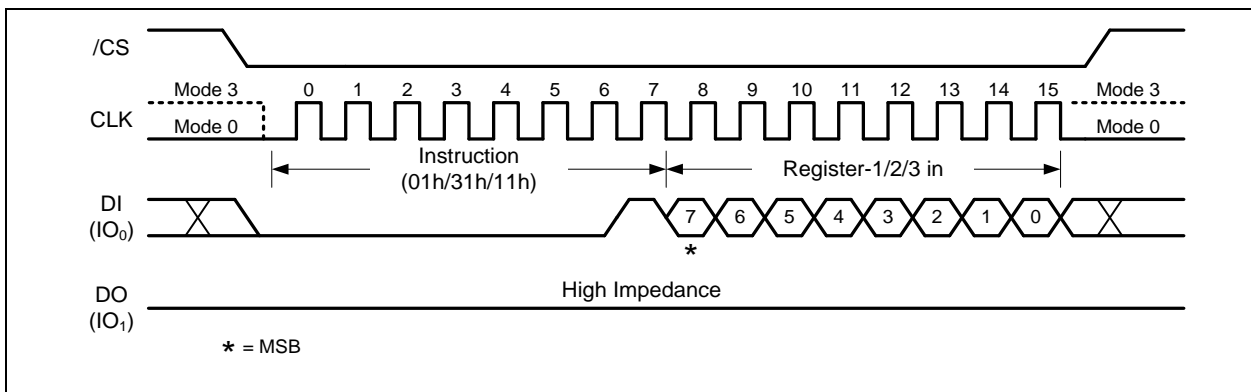 /CS
Mode 3 0 1 2 3 4 5 6 7 8 9 10 11 12 13 14 15 Mode 3
CLK
Mode 0 Mode 0
Instruction
(01h/31h/11h) Register-1/2/3 in
DI
(IO₀) 7 6 5 4 3 2 1 0
*
High Impedance
DO
(IO₁)
* = MSB